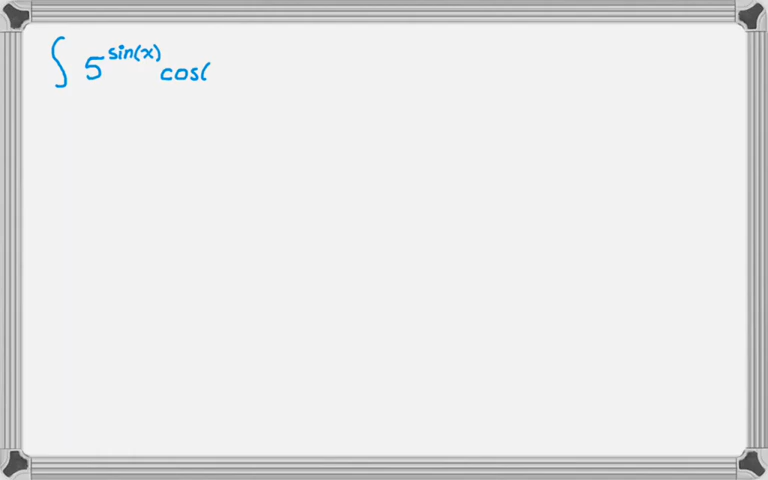 ∫ 5^sin(x) cos(